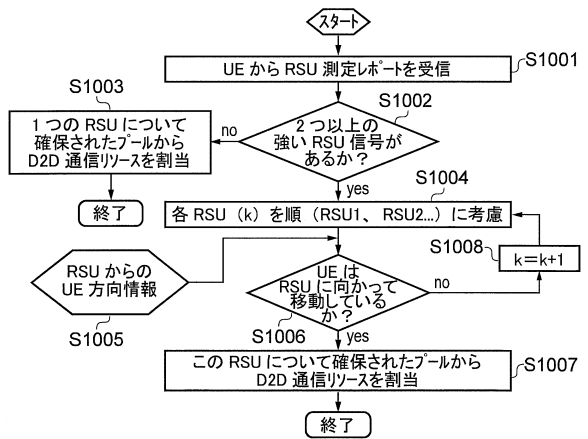 スタート
UE から RSU 測定レポートを受信
S1001
S1003
S1002
1つの RSU について
確保されたプールから
D2D 通信リソースを割当
no
2つ以上の
強い RSU 信号が
あるか?
終了
yes
S1004
各 RSU(k)を順(RSU1、RSU2...)に考慮
S1008
k=k+1
RSU からの
UE 方向情報
S1005
UE は
RSU に向かって
移動している
か?
no
S1006
yes
S1007
この RSU について確保されたプールから
D2D 通信リソースを割当
終了